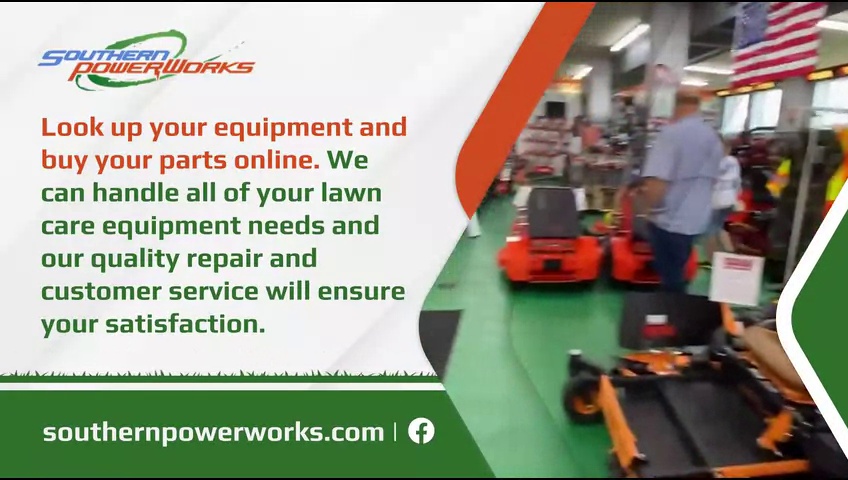 SOUTHERN
POWERWORKS
Look up your equipment and
buy your parts online. We
can handle all of your lawn
care equipment needs and
our quality repair and
customer service will ensure
your satisfaction.
southernpowerworks.com |